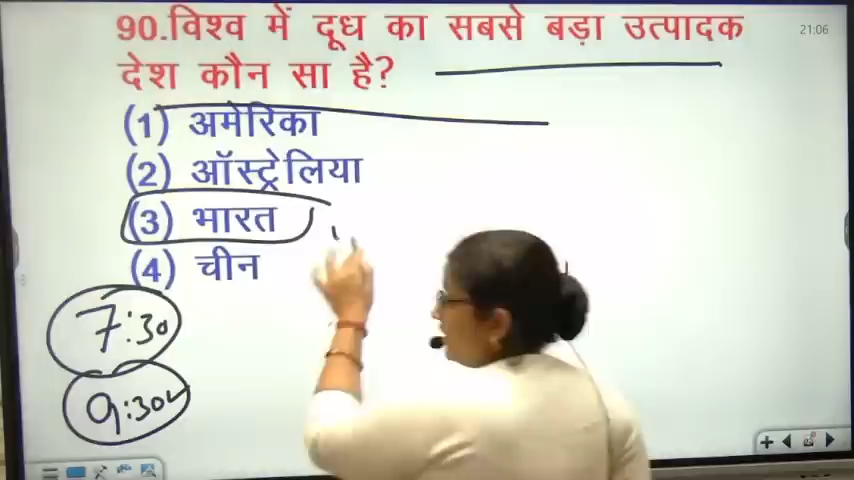 90.विश्व में दूध का सबसे बड़ा उत्पादक
देश कौन सा है?
(1) अमेरिका
(2) ऑस्ट्रेलिया
(3) भारत
(4) चीन
7:30
9:30
21:06